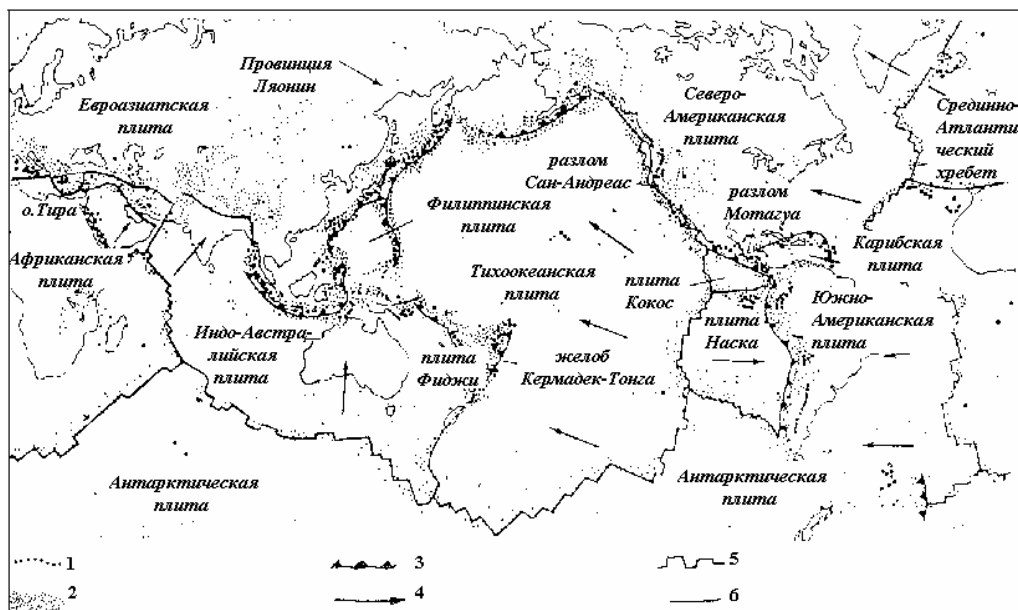 Провинция
Ляонин
Евроазиатская
плита
Северо-
Американская
плита
Срединно-
Атланти
ческий
хребет
разлом
Сан-Андреас
о.Тира
Филиппинская
плита
разлом
Мотагуа
Африканская
плита
Карибская
плита
Тихоокеанская
плита
плита
Кокос
Южно-
Американская
плита
Индо-Австра-
лийская
плита
плита
Фиджи
желоб
Кермадек-Тонга
плита
Наска
Антарктическая
плита
Антарктическая
плита
1
2
3
4
5
6